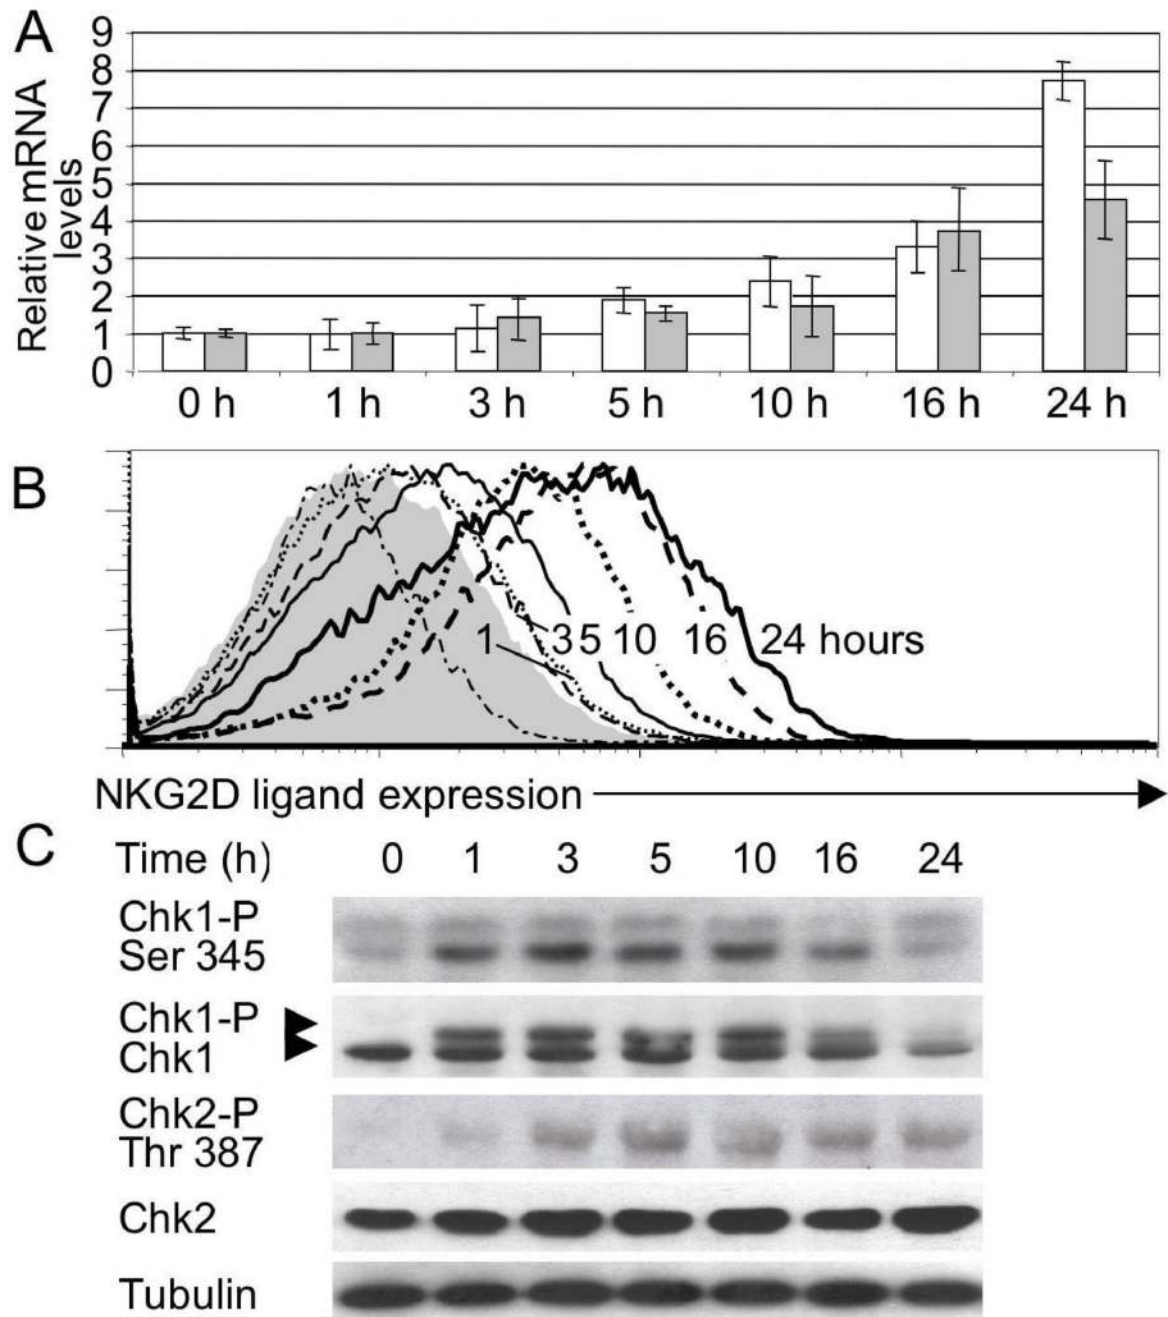 A
Relative mRNA
levels
9
8
7
6
5
4
3
2
1
0
0 h 1 h 3 h 5 h 10 h 16 h 24 h
B
1 3 5 10 16 24 hours
NKG2D ligand expression
C
Time (h) 0 1 3 5 10 16 24
Chk1-P
Ser 345
Chk1-P
Chk1
Chk2-P
Thr 387
Chk2
Tubulin